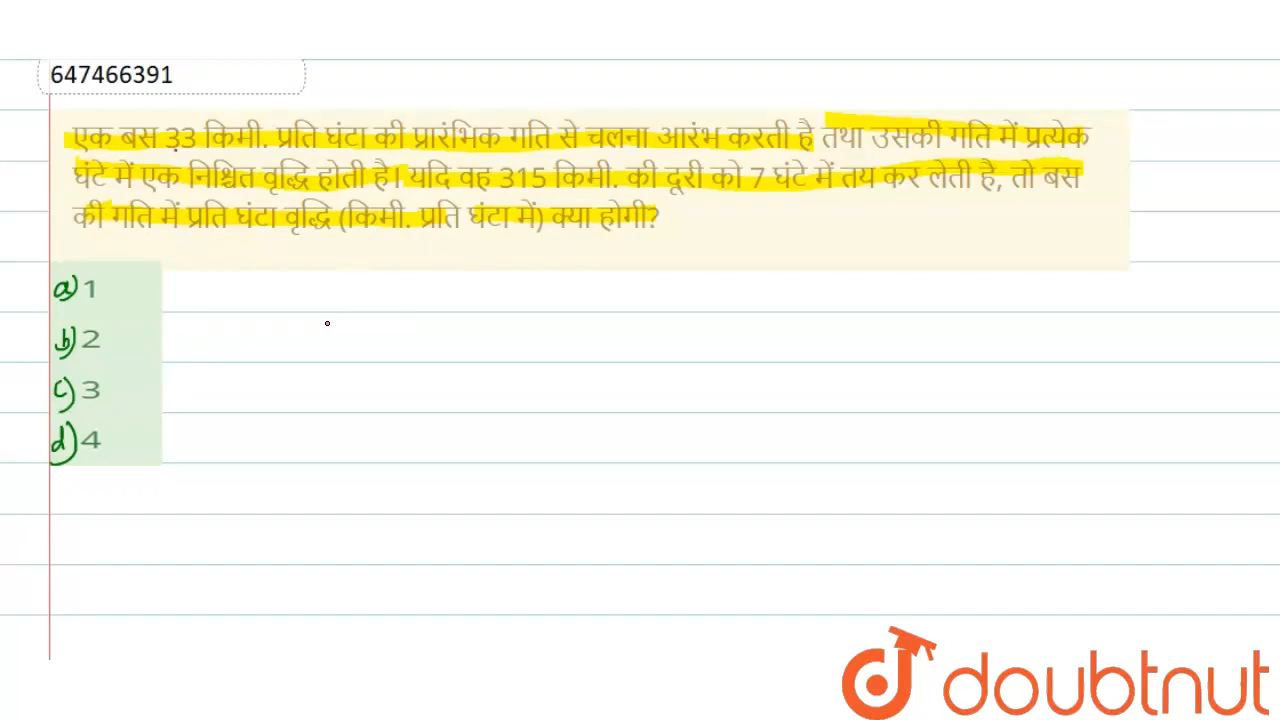 647466391
एक बस 33 किमी. प्रति घंटा की प्रारंभिक गति से चलना आरंभ करती है तथा उसकी गति में प्रत्येक
घंटे में एक निश्चित वृद्धि होती है। यदि वह 315 किमी. की दूरी को 7 घंटे में तय कर लेती है, तो बस
की गति में प्रति घंटा वृद्धि (किमी. प्रति घंटा में) क्या होगी?
a) 1
b) 2
c) 3
d) 4
doubtnut